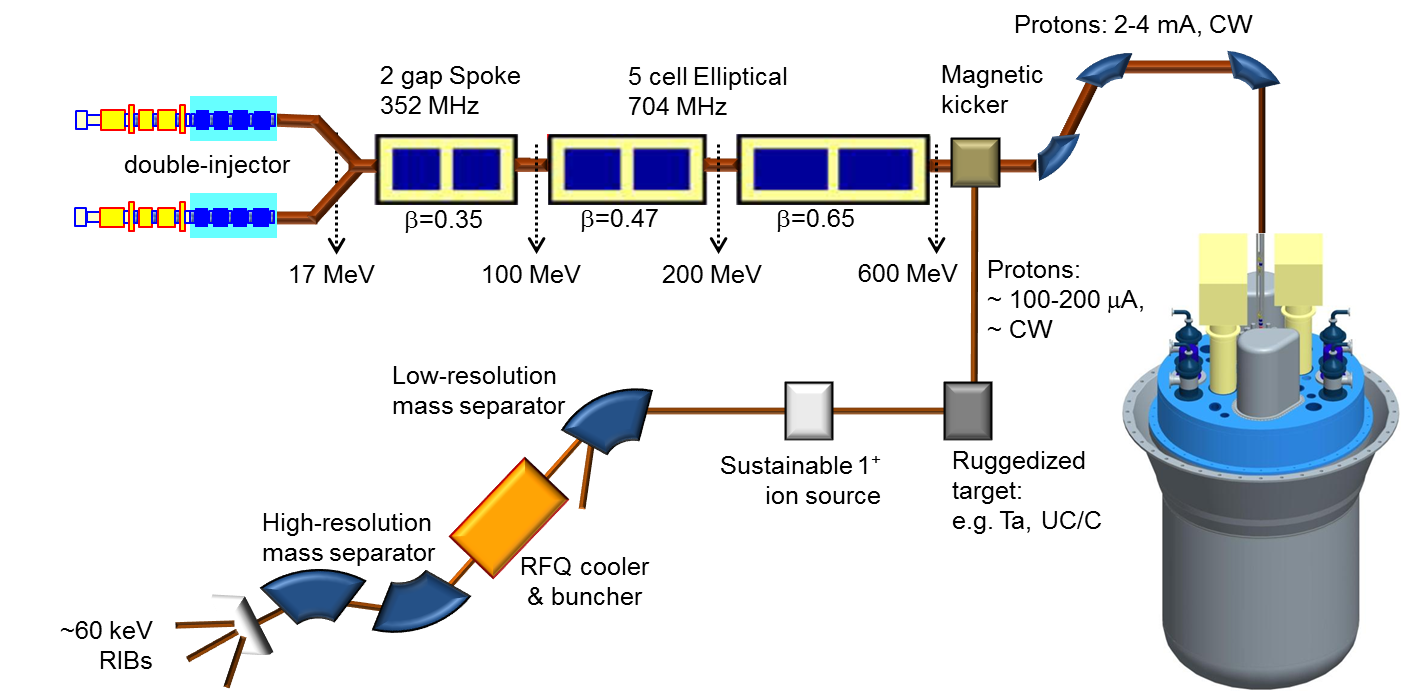 Protons: 2-4 mA, CW
2 gap Spoke
352 MHz
5 cell Elliptical
704 MHz
Magnetic
kicker
double-injector
β=0.35
β=0.47
β=0.65
17 MeV
100 MeV
200 MeV
600 MeV
Protons:
~ 100-200 μA,
~ CW
Low-resolution
mass separator
Sustainable 1⁺
ion source
Ruggedized
target:
e.g. Ta, UC/C
High-resolution
mass separator
RFQ cooler
& buncher
~60 keV
RIBs